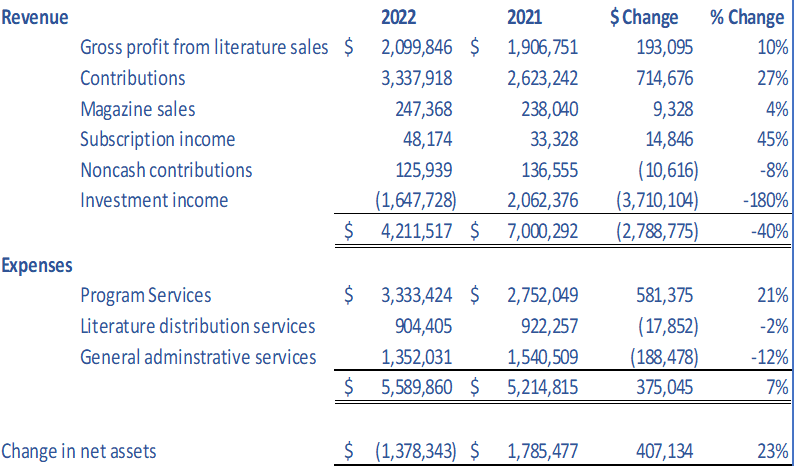 Revenue 2022 2021 $ Change % Change
Gross profit from literature sales $ 2,099,846 $ 1,906,751 193,095 10%
Contributions 3,337,918 2,623,242 714,676 27%
Magazine sales 247,368 238,040 9,328 4%
Subscription income 48,174 33,328 14,846 45%
Noncash contributions 125,939 136,555 (10,616) -8%
Investment income (1,647,728) 2,062,376 (3,710,104) -180%
$ 4,211,517 $ 7,000,292 (2,788,775) -40%
Expenses
Program Services $ 3,333,424 $ 2,752,049 581,375 21%
Literature distribution services 904,405 922,257 (17,852) -2%
General adminstrative services 1,352,031 1,540,509 (188,478) -12%
$ 5,589,860 $ 5,214,815 375,045 7%
Change in net assets $ (1,378,343) $ 1,785,477 407,134 23%